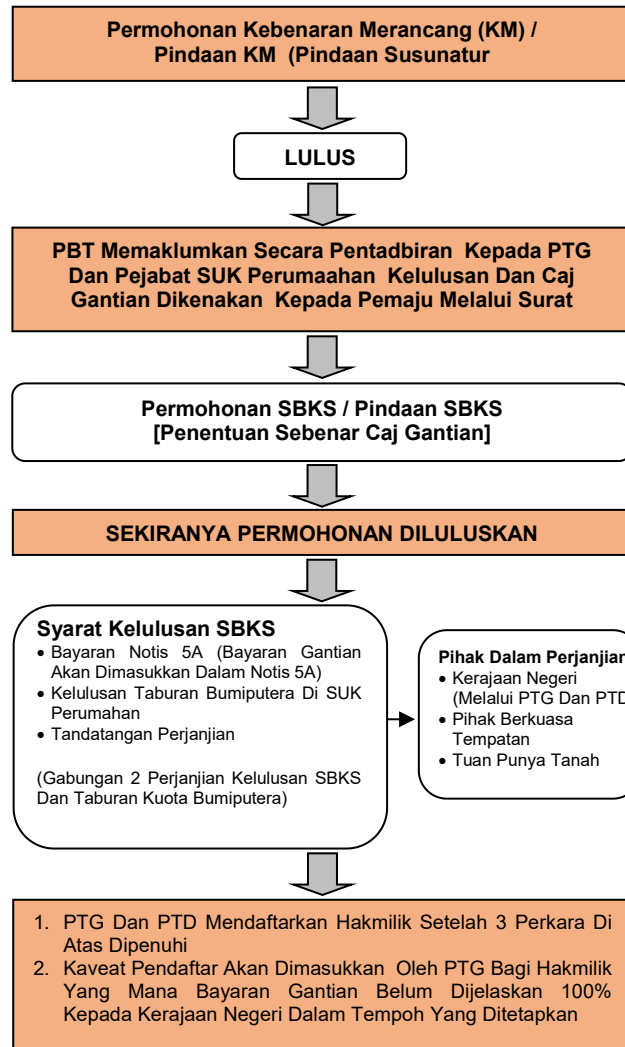 Permohonan Kebenaran Merancang (KM) /
Pindaan KM (Pindaan Susunatur
LULUS
PBT Memaklumkan Secara Pentadbiran Kepada PTG
Dan Pejabat SUK Perumaahan Kelulusan Dan Caj
Gantian Dikenakan Kepada Pemaju Melalui Surat
Permohonan SBKS / Pindaan SBKS
[Penentuan Sebenar Caj Gantian]
SEKIRANYA PERMOHONAN DILULUSKAN
Syarat Kelulusan SBKS
• Bayaran Notis 5A (Bayaran Gantian
Akan Dimasukkan Dalam Notis 5A)
• Kelulusan Taburan Bumiputera Di SUK
Perumahan
• Tandatangan Perjanjian
(Gabungan 2 Perjanjian Kelulusan SBKS
Dan Taburan Kuota Bumiputera)
Pihak Dalam Perjanjian
• Kerajaan Negeri
(Melalui PTG Dan PTD
• Pihak Berkuasa
Tempatan
• Tuan Punya Tanah
1. PTG Dan PTD Mendaftarkan Hakmilik Setelah 3 Perkara Di
Atas Dipenuhi
2. Kaveat Pendaftar Akan Dimasukkan Oleh PTG Bagi Hakmilik
Yang Mana Bayaran Gantian Belum Dijelaskan 100%
Kepada Kerajaan Negeri Dalam Tempoh Yang Ditetapkan